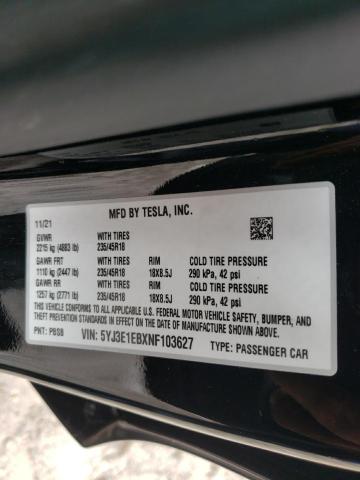 MFD BY TESLA, INC.
11/21
GVWR WITH TIRES
2215 kg (4883 lb) 235/45R18
GAWR FRT WITH TIRES RIM COLD TIRE PRESSURE
1110 kg (2447 lb) 235/45R18 18X8.5J 290 kPa, 42 psi
GAWR RR WITH TIRES RIM COLD TIRE PRESSURE
1257 kg (2771 lb) 235/45R18 18X8.5J 290 kPa, 42 psi
THIS VEHICLE CONFORMS TO ALL APPLICABLE
U.S. FEDERAL MOTOR VEHICLE SAFETY, BUMPER, AND
THEFT PREVENTION STANDARDS IN EFFECT ON THE
DATE OF MANUFACTURE SHOWN ABOVE.
PNT: PBSB VIN: 5YJ3E1EBXNF103627 TYPE: PASSENGER CAR